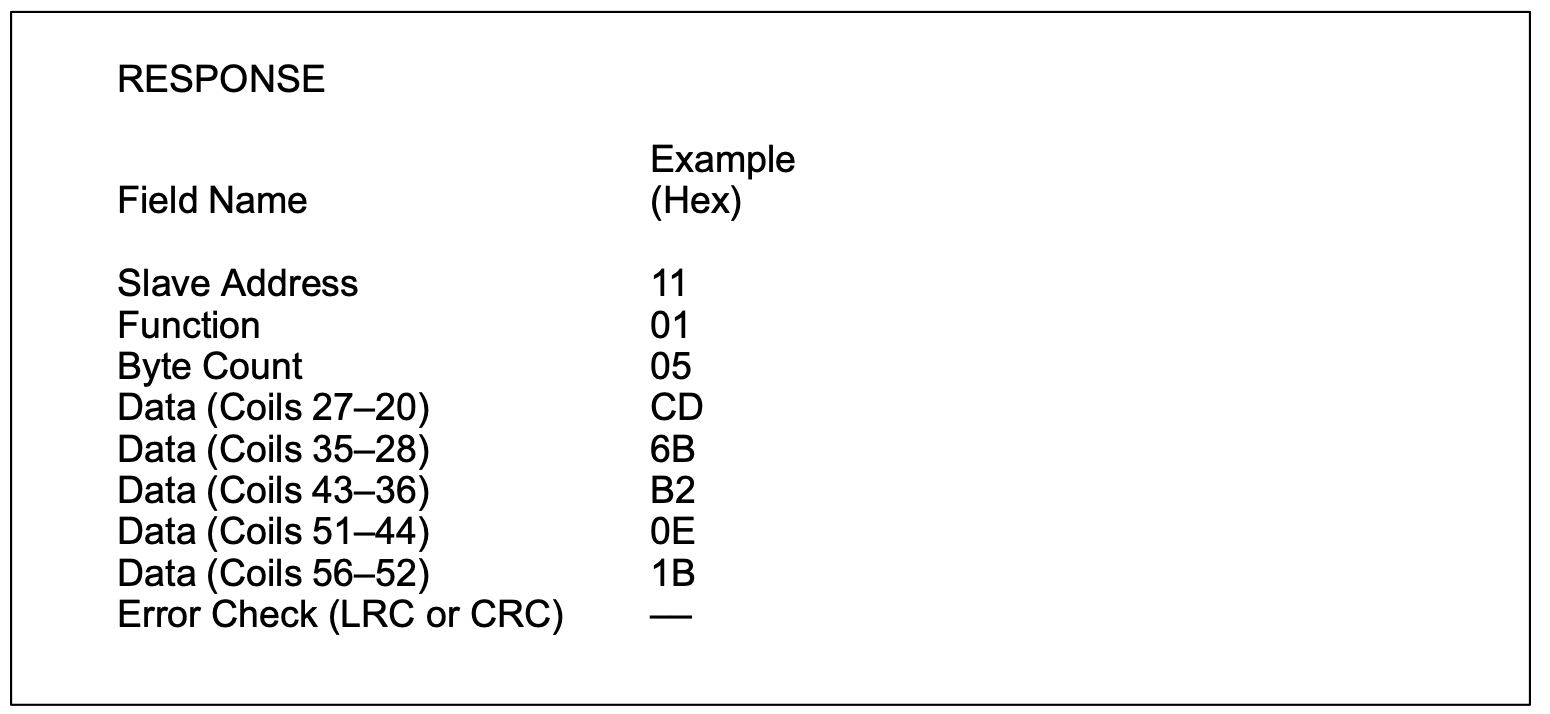 RESPONSE
Example
Field Name (Hex)
Slave Address 11
Function 01
Byte Count 05
Data (Coils 27–20) CD
Data (Coils 35–28) 6B
Data (Coils 43–36) B2
Data (Coils 51–44) 0E
Data (Coils 56–52) 1B
Error Check (LRC or CRC) —